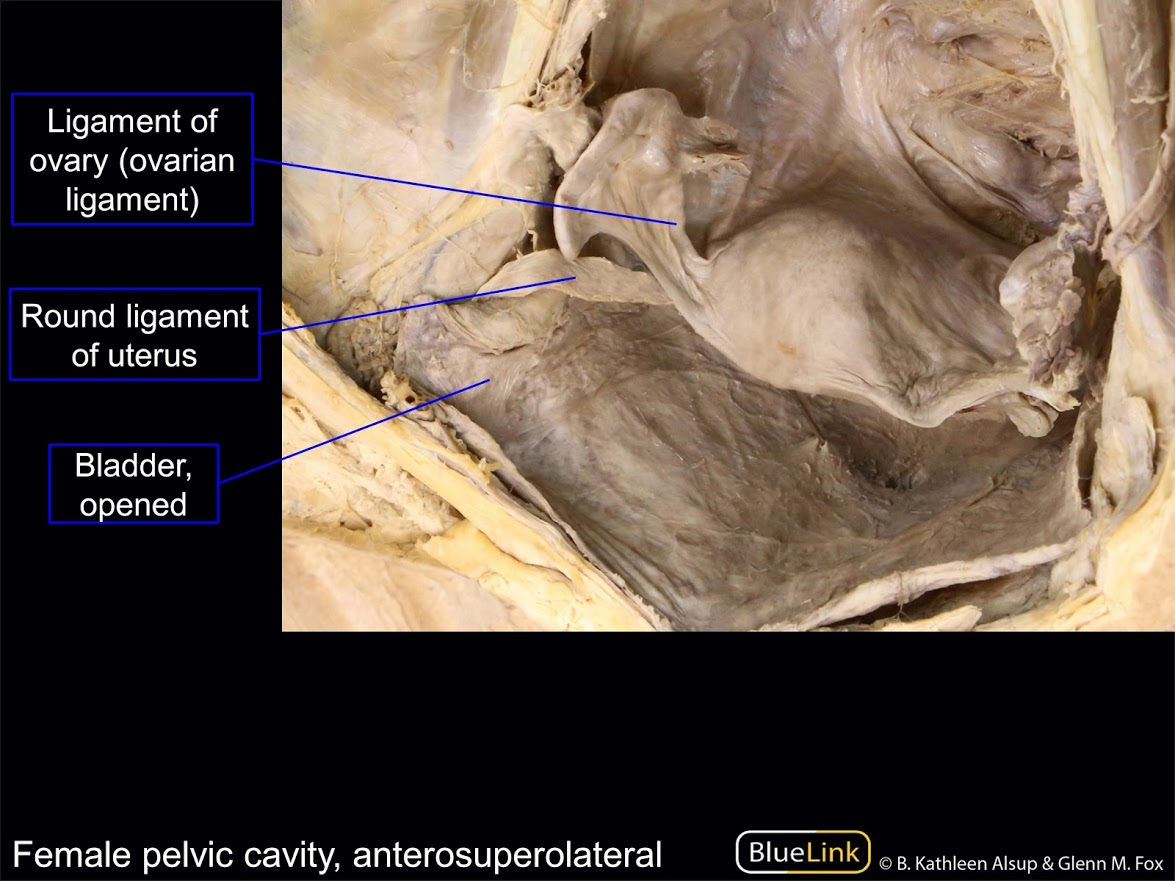 Ligament of
ovary (ovarian
ligament)
Round ligament
of uterus
Bladder,
opened
Female pelvic cavity, anterosuperolateral
BlueLink
© B. Kathleen Alsup & Glenn M. Fox